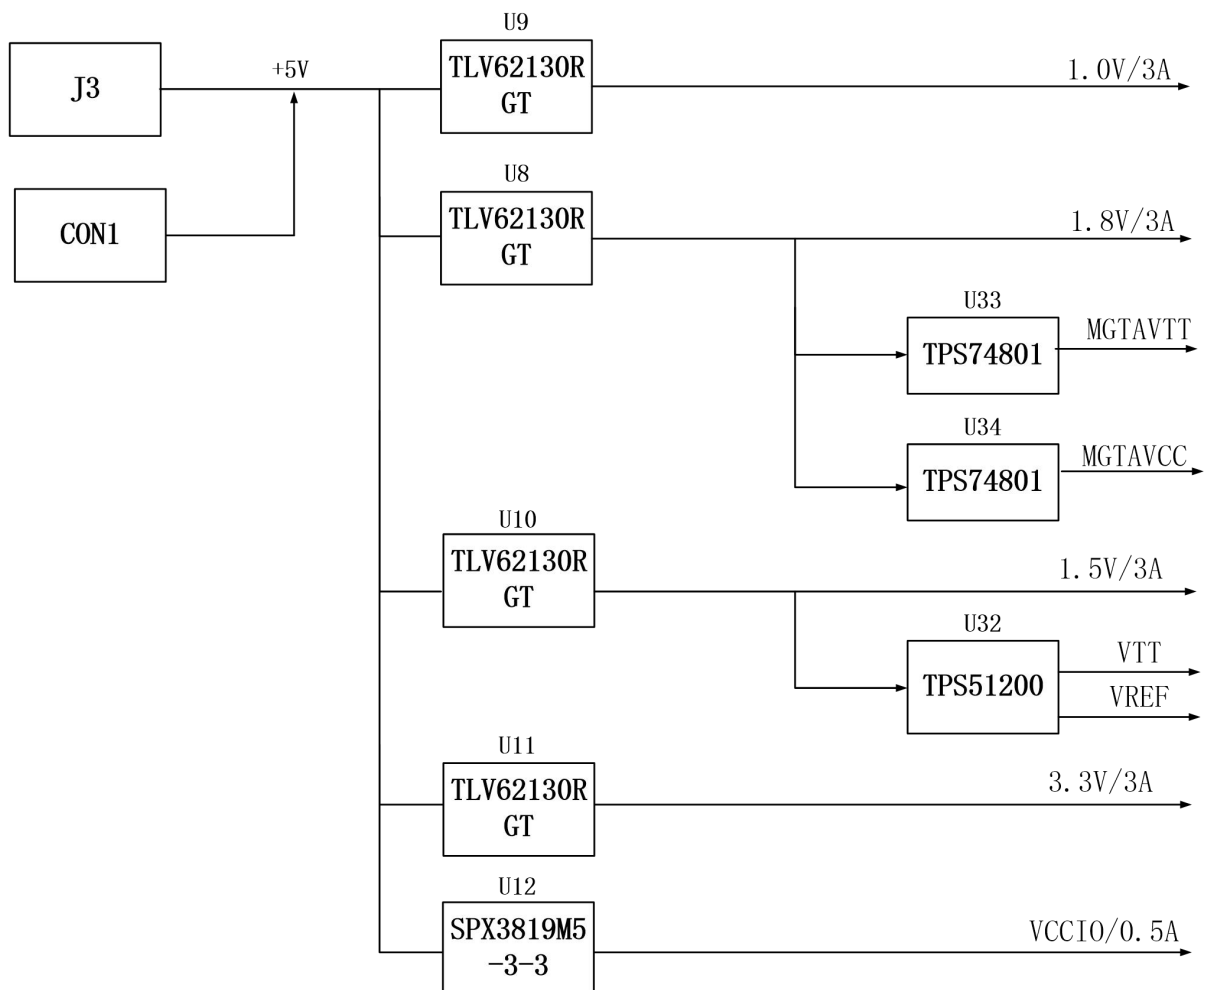 U9
J3
+5V
TLV62130R
GT
1.0V/3A
U8
CON1
TLV62130R
GT
1.8V/3A
U33
TPS74801
MGTAVTT
U34
TPS74801
MGTAVCC
U10
TLV62130R
GT
1.5V/3A
U32
TPS51200
VTT
VREF
U11
TLV62130R
GT
3.3V/3A
U12
SPX3819M5
-3-3
VCCIO/0.5A